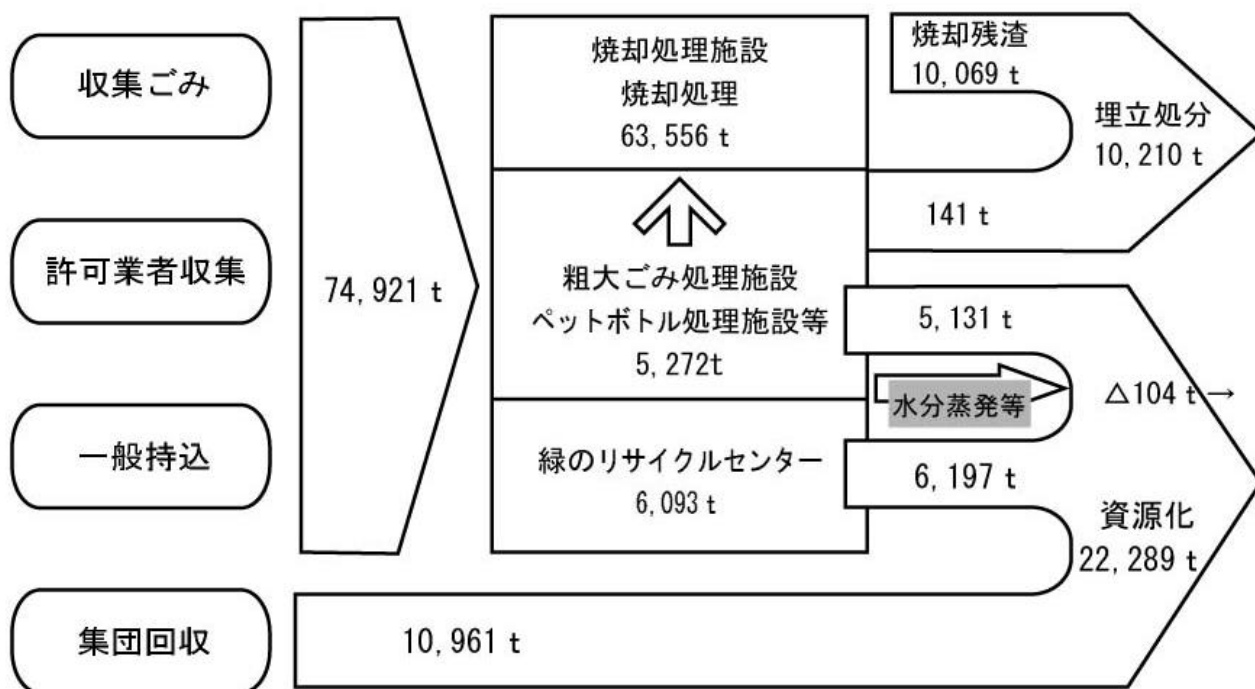 収集ごみ
許可業者収集
一般持込
集団回収
74,921 t
焼却処理施設
焼却処理
63,556 t
粗大ごみ処理施設
ペットボトル処理施設等
5,272t
緑のリサイクルセンター
6,093 t
焼却残渣
10,069 t
埋立処分
10,210 t
141 t
5,131 t
水分蒸発等
△104 t →
6,197 t
資源化
22,289 t
10,961 t